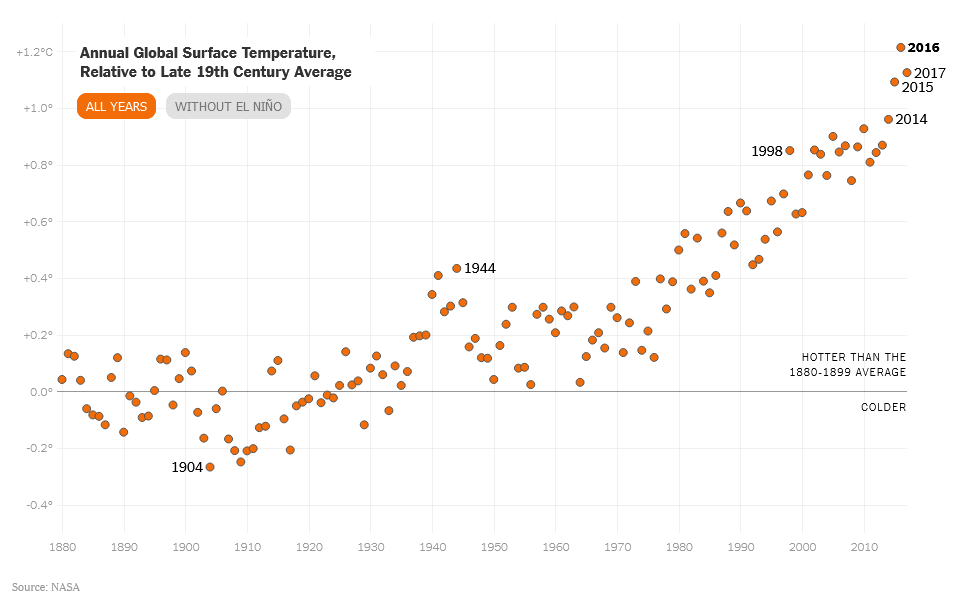 Annual Global Surface Temperature,
Relative to Late 19th Century Average
ALL YEARS
WITHOUT EL NIÑO
+1.2°C
+1.0°
+0.8°
+0.6°
+0.4°
+0.2°
0.0°
-0.2°
-0.4°
2016
2017
2015
2014
1998
1944
1904
HOTTER THAN THE
1880-1899 AVERAGE
COLDER
1880 1890 1900 1910 1920 1930 1940 1950 1960 1970 1980 1990 2000 2010
Source: NASA